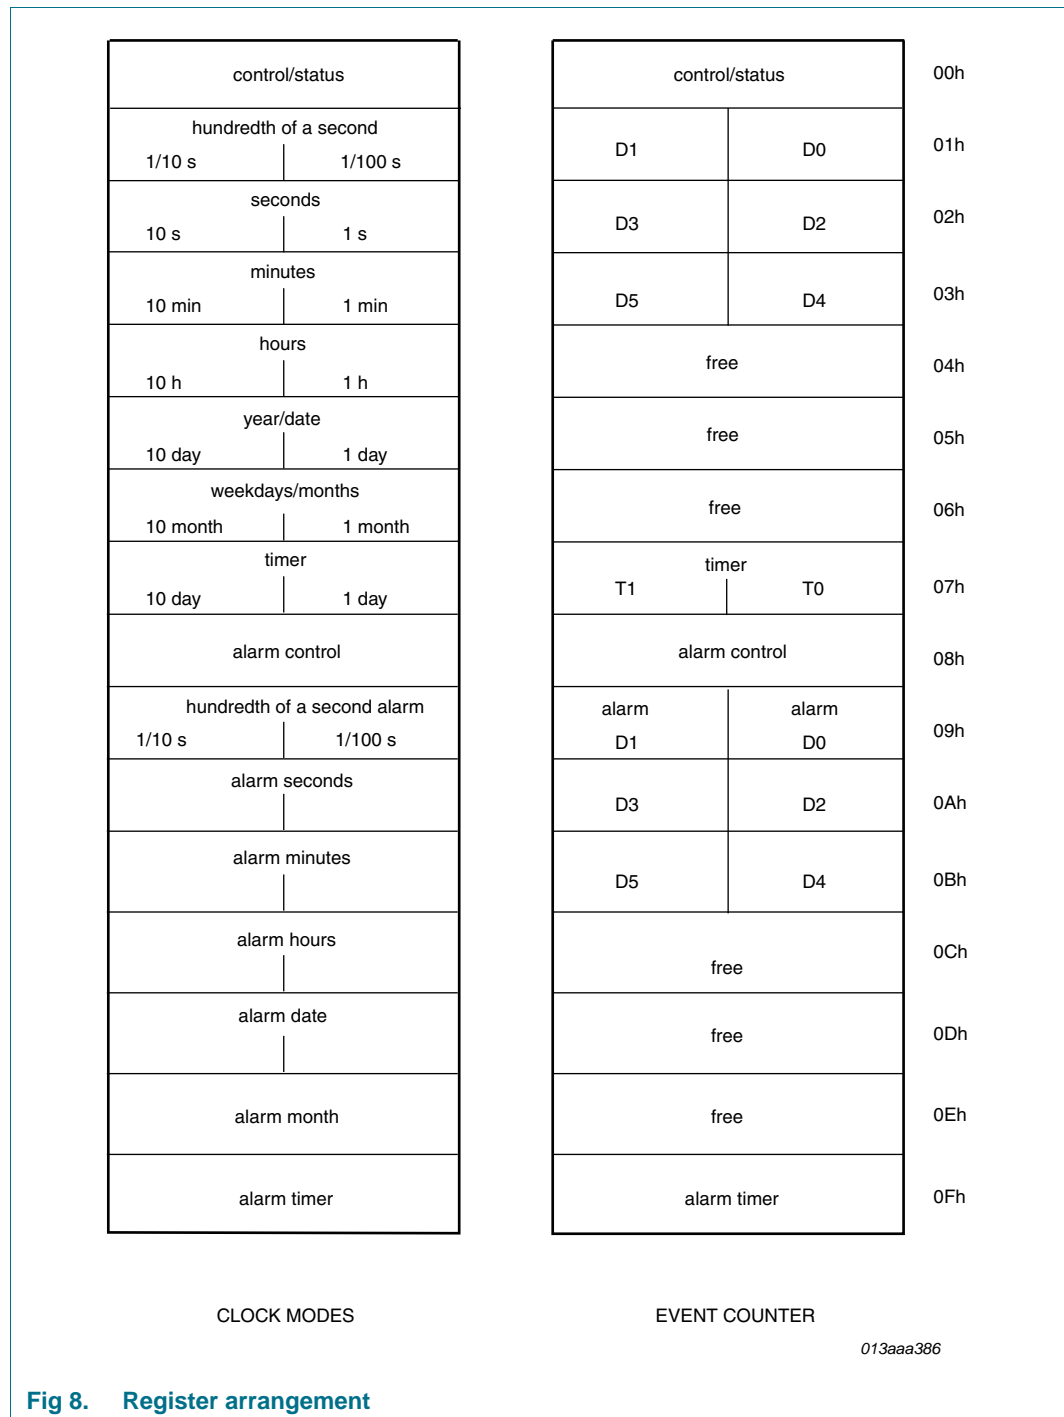 control/status control/status 00h
hundredth of a second
1/10 s 1/100 s D1 D0 01h
seconds
10 s 1 s D3 D2 02h
minutes
10 min 1 min D5 D4 03h
hours
10 h 1 h free 04h
year/date
10 day 1 day free 05h
weekdays/months
10 month 1 month free 06h
timer timer
10 day 1 day T1 T0 07h
alarm control alarm control 08h
hundredth of a second alarm alarm alarm
1/10 s 1/100 s D1 D0 09h
alarm seconds D3 D2 0Ah
alarm minutes D5 D4 0Bh
alarm hours free 0Ch
alarm date free 0Dh
alarm month free 0Eh
alarm timer alarm timer 0Fh
CLOCK MODES EVENT COUNTER
013aaa386
Fig 8. Register arrangement